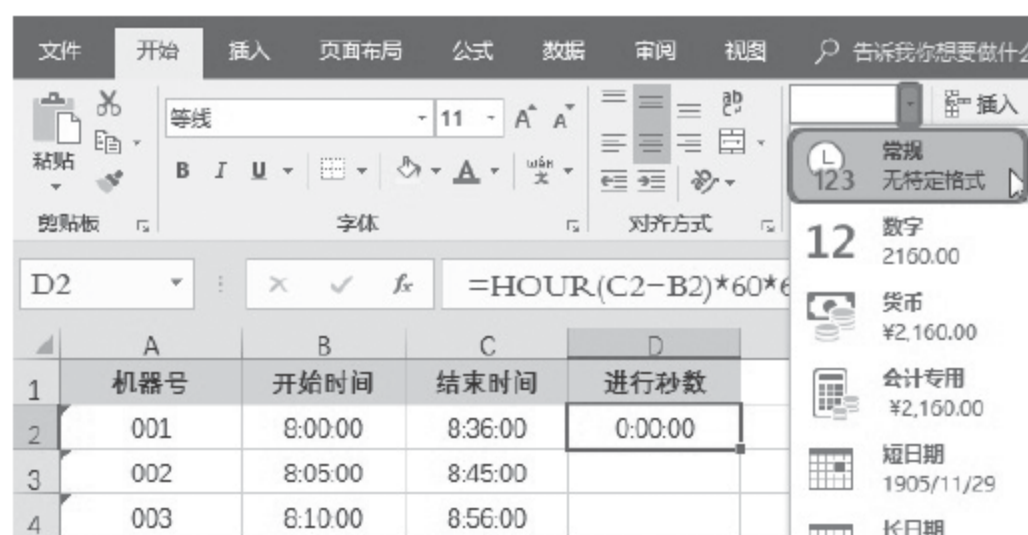 文件 开始 插入 页面布局 公式 数据 审阅 视图 告诉我你想要做什么
粘贴 等线 11 A A ab 插入
B I U A wén 文
剪贴板 字体 对齐方式
常规
123 无特定格式
12 数字
2160.00
货币
¥2,160.00
会计专用
¥2,160.00
短日期
1905/11/29
长日期
D2 fx =HOUR(C2-B2)*60*6
A B C D
1 机器号 开始时间 结束时间 进行秒数
2 001 8:00:00 8:36:00 0:00:00
3 002 8:05:00 8:45:00
4 003 8:10:00 8:56:00